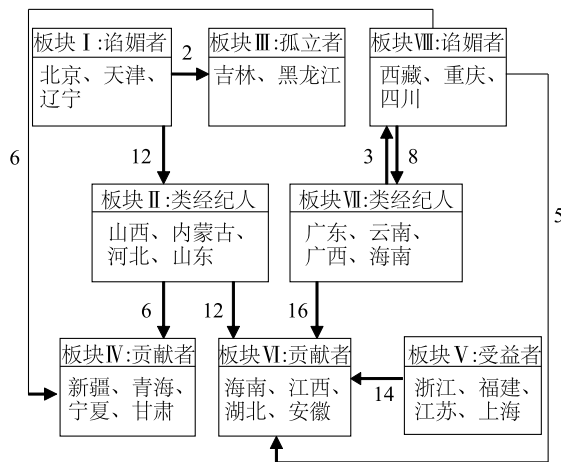 板块Ⅰ:谄媚者
北京、天津、
辽宁
2
板块Ⅲ:孤立者
吉林、黑龙江
板块Ⅷ:谄媚者
西藏、重庆、
四川
6
12
3
8
5
板块Ⅱ:类经纪人
山西、内蒙古、
河北、山东
板块Ⅶ:类经纪人
广东、云南、
广西、海南
6
12
16
板块Ⅳ:贡献者
新疆、青海、
宁夏、甘肃
板块Ⅵ:贡献者
海南、江西、
湖北、安徽
14
板块Ⅴ:受益者
浙江、福建、
江苏、上海